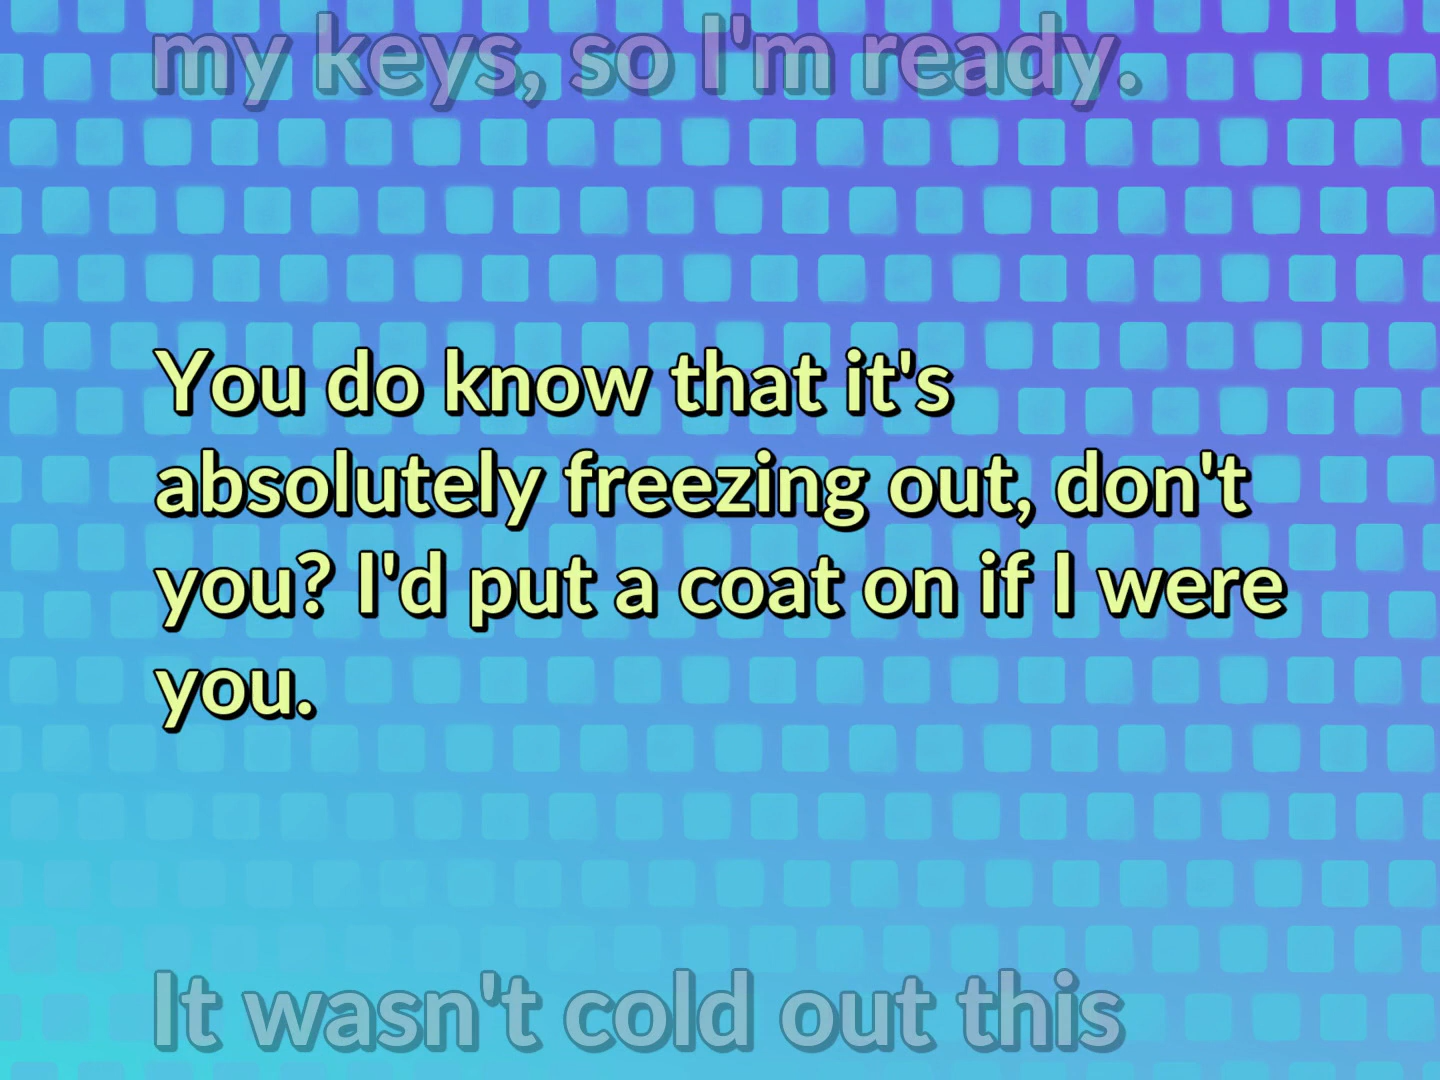 my keys, so I'm ready.
You do know that it's
absolutely freezing out, don't
you? I'd put a coat on if I were
you.
It wasn't cold out this